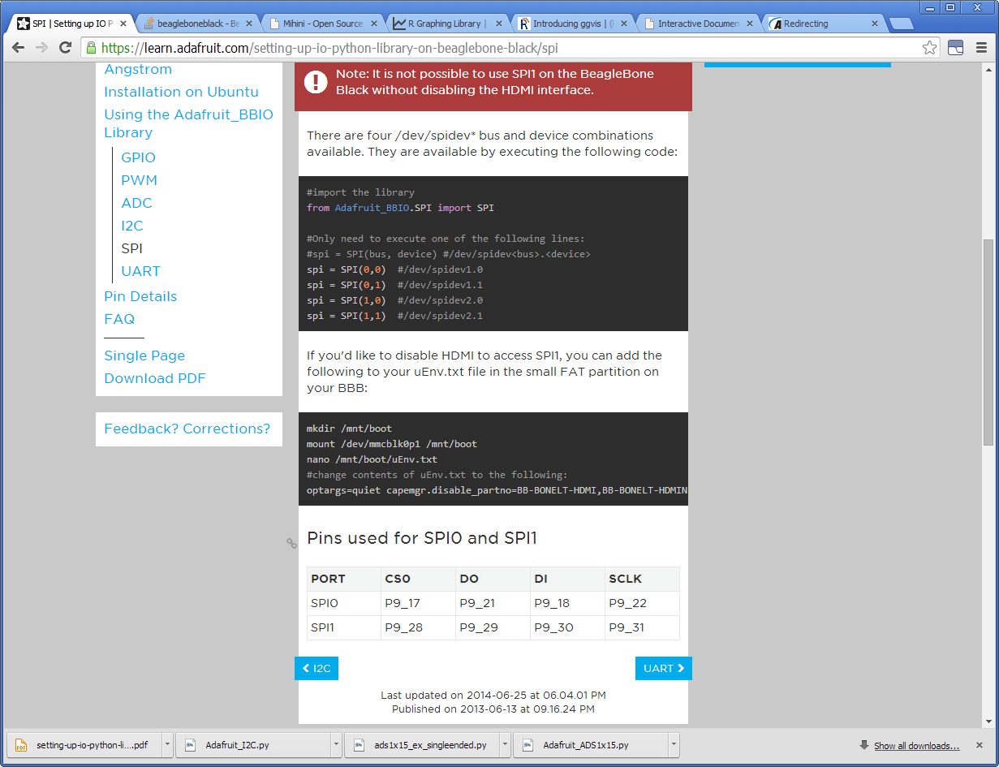 SPI | Setting up IO P
beagleboneblack - Be
Mihini - Open Source
R Graphing Library |
Introducing ggvis | (
Interactive Documen
Redirecting
https://learn.adafruit.com/setting-up-io-python-library-on-beaglebone-black/spi
Angstrom
Installation on Ubuntu
Using the Adafruit_BBIO
Library
GPIO
PWM
ADC
I2C
SPI
UART
Pin Details
FAQ
Single Page
Download PDF
Feedback? Corrections?
Note: It is not possible to use SPI1 on the BeagleBone
Black without disabling the HDMI interface.
There are four /dev/spidev* bus and device combinations
available. They are available by executing the following code:
#import the library
from Adafruit_BBIO.SPI import SPI
#Only need to execute one of the following lines:
#spi = SPI(bus, device) #/dev/spidev<bus>.<device>
spi = SPI(0,0)  #/dev/spidev1.0
spi = SPI(0,1)  #/dev/spidev1.1
spi = SPI(1,0)  #/dev/spidev2.0
spi = SPI(1,1)  #/dev/spidev2.1
If you'd like to disable HDMI to access SPI1, you can add the
following to your uEnv.txt file in the small FAT partition on
your BBB:
mkdir /mnt/boot
mount /dev/mmcblk0p1 /mnt/boot
nano /mnt/boot/uEnv.txt
#change contents of uEnv.txt to the following:
optargs=quiet capemgr.disable_partno=BB-BONELT-HDMI,BB-BONELT-HDMIN
Pins used for SPI0 and SPI1
PORT CS0 DO DI SCLK
SPI0 P9_17 P9_21 P9_18 P9_22
SPI1 P9_28 P9_29 P9_30 P9_31
I2C
UART
Last updated on 2014-06-25 at 06.04.01 PM
Published on 2013-06-13 at 09.16.24 PM
setting-up-io-python-li....pdf
Adafruit_I2C.py
ads1x15_ex_singleended.py
Adafruit_ADS1x15.py
Show all downloads...